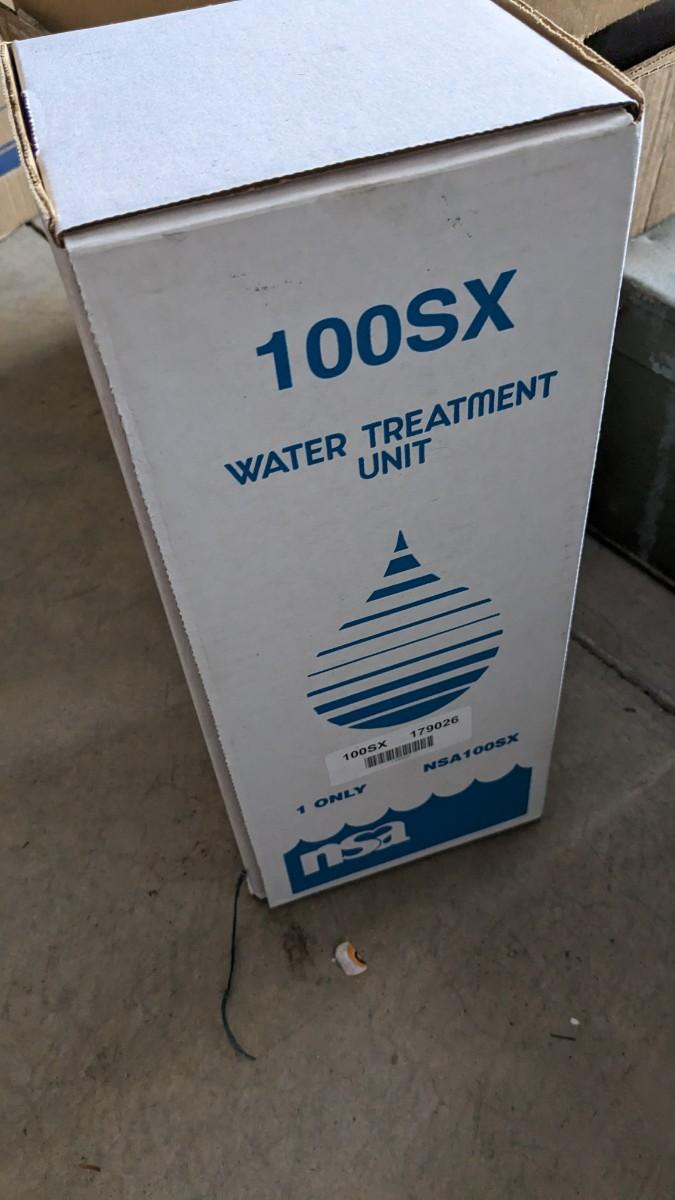 100SX
WATER TREATMENT
UNIT
100SX 179026
1 ONLY NSA100SX
nsa